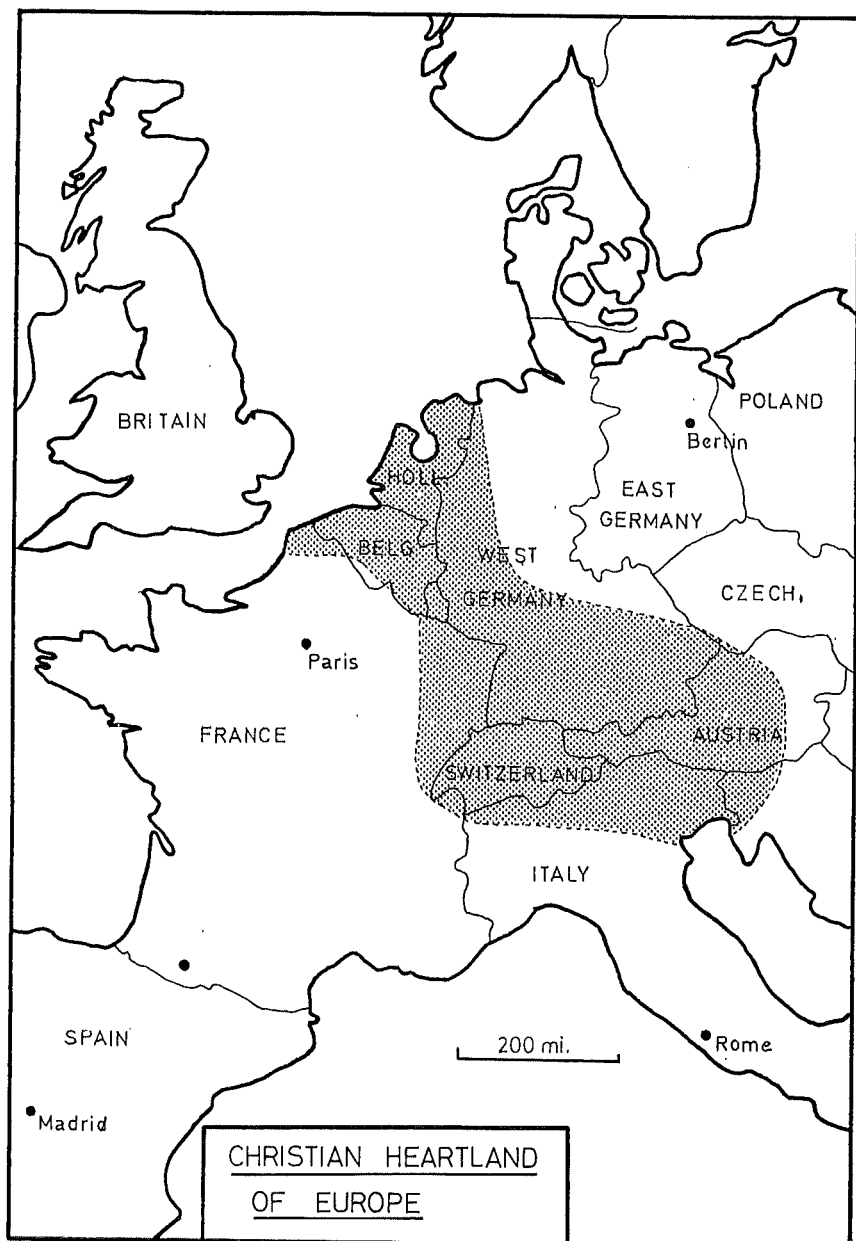 BRITAIN
POLAND
Berlin
HOLL
EAST
GERMANY
BELG
WEST
GERMANY
CZECH.
Paris
FRANCE
AUSTRIA
SWITZERLAND
ITALY
SPAIN
200 mi.
Rome
Madrid
CHRISTIAN HEARTLAND
OF EUROPE